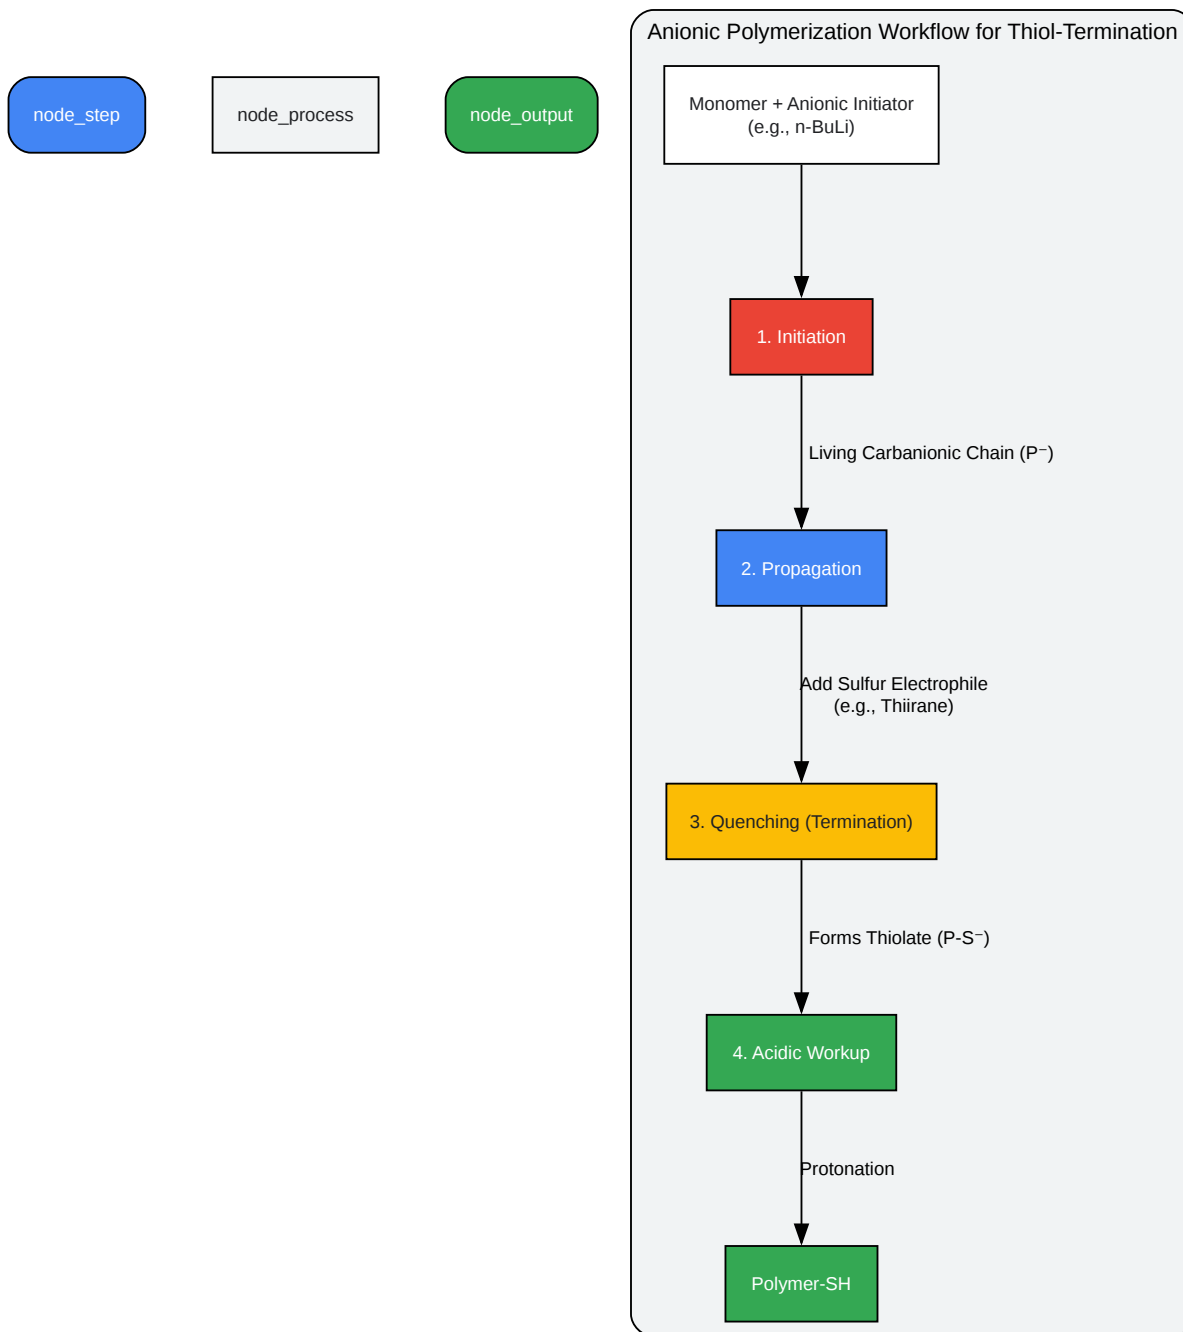 Anionic Polymerization Workflow for Thiol-Termination
node_step
node_process
node_output
Monomer + Anionic Initiator
(e.g., n-BuLi)
1. Initiation
Living Carbanionic Chain (P⁻)
2. Propagation
Add Sulfur Electrophile
(e.g., Thiirane)
3. Quenching (Termination)
Forms Thiolate (P-S⁻)
4. Acidic Workup
Protonation
Polymer-SH